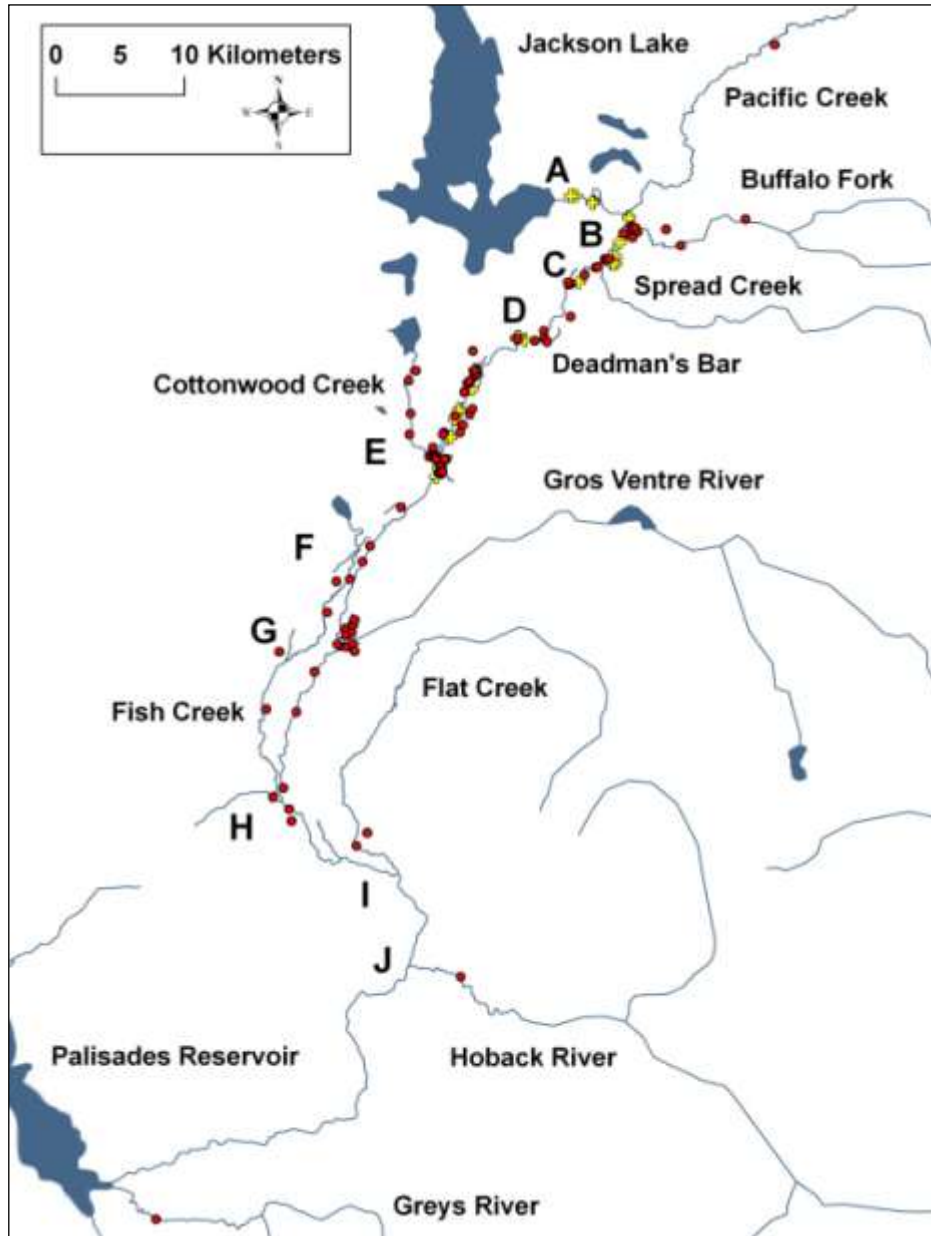 Jackson Lake
0 5 10 Kilometers
N
W E
S
Pacific Creek
A
Buffalo Fork
B
C
Spread Creek
D
Deadman's Bar
Cottonwood Creek
E
Gros Ventre River
F
G
Flat Creek
Fish Creek
H
I
J
Palisades Reservoir
Hoback River
Greys River